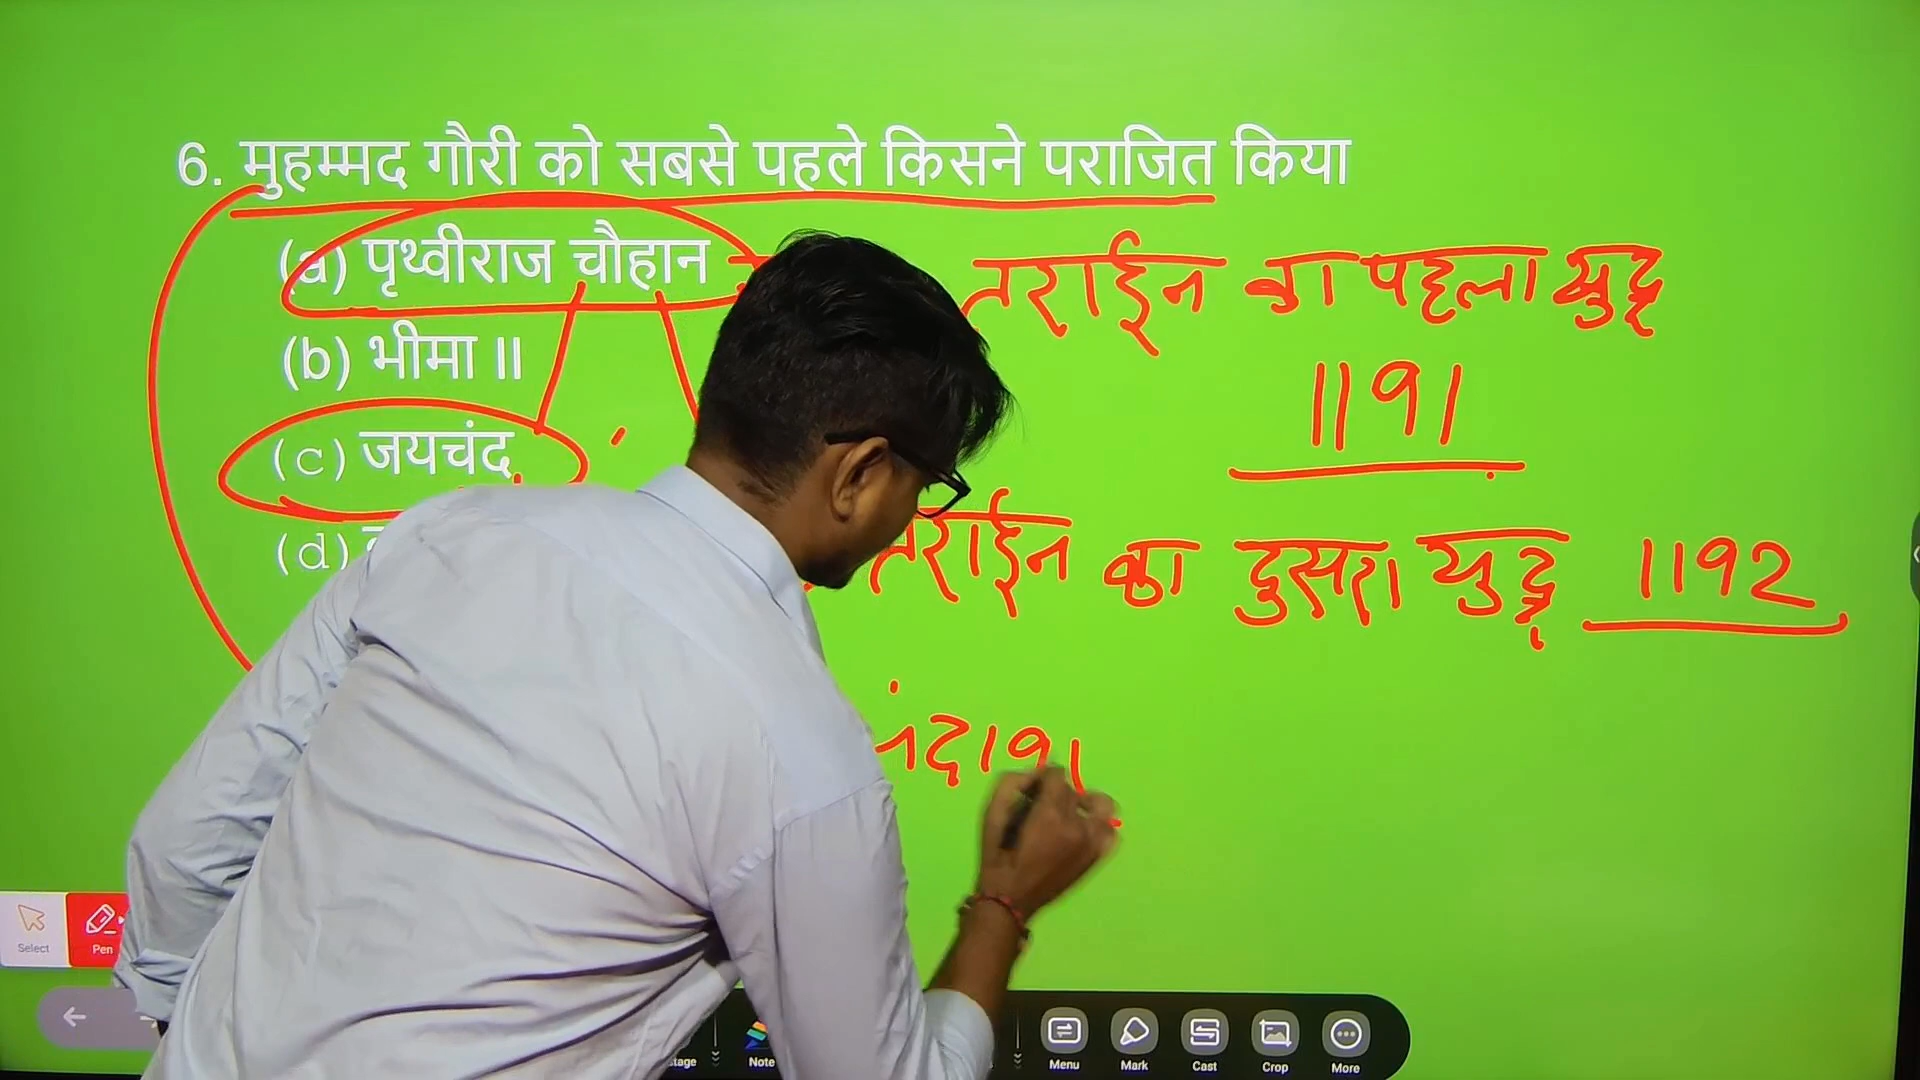 6. मुहम्मद गौरी को सबसे पहले किसने पराजित किया
(a) पृथ्वीराज चौहान
तराईन का पहला युद्ध
1191
(b) भीमा II
(c) जयचंद
तराईन का दुसरा युद्ध 1192
(d)
Select
Pen
Note
Menu
Mark
Cast
Crop
More